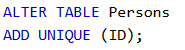 ALTER TABLE Persons
ADD UNIQUE (ID);